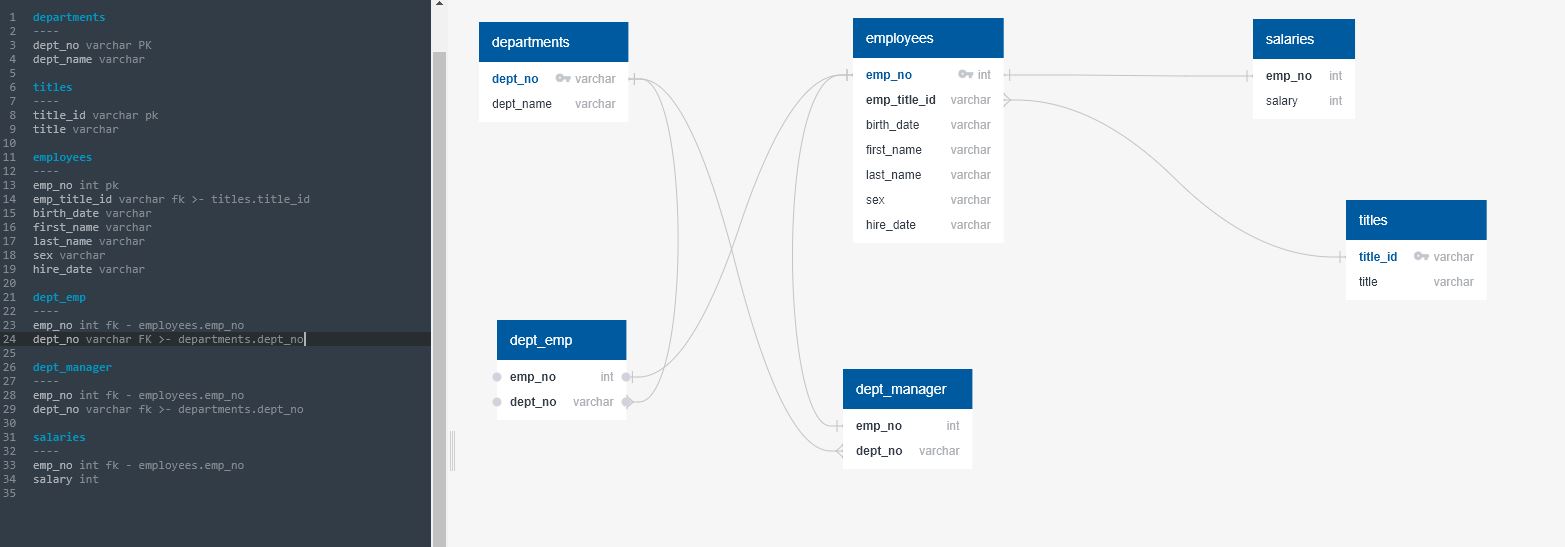 1 departments
2 ----
3 dept_no varchar PK
4 dept_name varchar
5
6 titles
7 ----
8 title_id varchar pk
9 title varchar
10
11 employees
12 ----
13 emp_no int pk
14 emp_title_id varchar fk >- titles.title_id
15 birth_date varchar
16 first_name varchar
17 last_name varchar
18 sex varchar
19 hire_date varchar
20
21 dept_emp
22 ----
23 emp_no int fk - employees.emp_no
24 dept_no varchar FK >- departments.dept_no
25
26 dept_manager
27 ----
28 emp_no int fk - employees.emp_no
29 dept_no varchar fk >- departments.dept_no
30
31 salaries
32 ----
33 emp_no int fk - employees.emp_no
34 salary int
35
departments
dept_no varchar
dept_name varchar
employees
emp_no int
emp_title_id varchar
birth_date varchar
first_name varchar
last_name varchar
sex varchar
hire_date varchar
salaries
emp_no int
salary int
titles
title_id varchar
title varchar
dept_emp
emp_no int
dept_no varchar
dept_manager
emp_no int
dept_no varchar